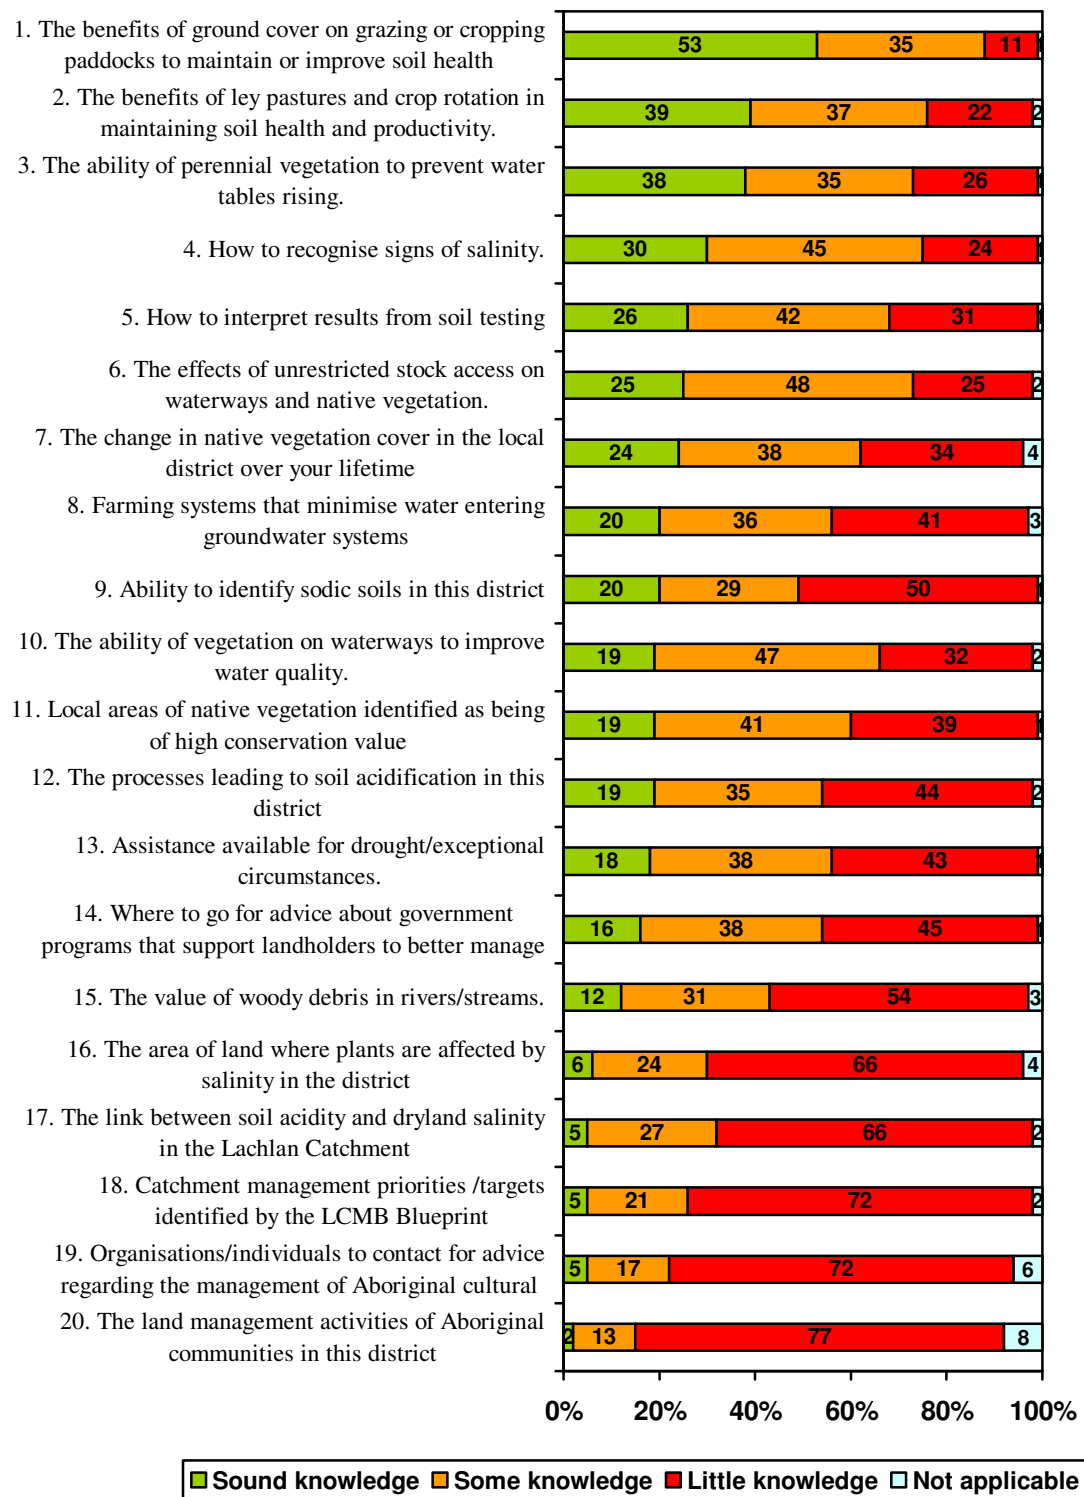 1. The benefits of ground cover on grazing or cropping
paddocks to maintain or improve soil health
53 35 11 1
2. The benefits of ley pastures and crop rotation in
maintaining soil health and productivity.
39 37 22 2
3. The ability of perennial vegetation to prevent water
tables rising.
38 35 26 1
4. How to recognise signs of salinity.
30 45 24 1
5. How to interpret results from soil testing
26 42 31 1
6. The effects of unrestricted stock access on
waterways and native vegetation.
25 48 25 2
7. The change in native vegetation cover in the local
district over your lifetime
24 38 34 4
8. Farming systems that minimise water entering
groundwater systems
20 36 41 3
9. Ability to identify sodic soils in this district
20 29 50 1
10. The ability of vegetation on waterways to improve
water quality.
19 47 32 2
11. Local areas of native vegetation identified as being
of high conservation value
19 41 39 1
12. The processes leading to soil acidification in this
district
19 35 44 2
13. Assistance available for drought/exceptional
circumstances.
18 38 43 1
14. Where to go for advice about government
programs that support landholders to better manage
16 38 45 1
15. The value of woody debris in rivers/streams.
12 31 54 3
16. The area of land where plants are affected by
salinity in the district
6 24 66 4
17. The link between soil acidity and dryland salinity
in the Lachlan Catchment
5 27 66 2
18. Catchment management priorities /targets
identified by the LCMB Blueprint
5 21 72 2
19. Organisations/individuals to contact for advice
regarding the management of Aboriginal cultural
5 17 72 6
20. The land management activities of Aboriginal
communities in this district
2 13 77 8
0% 20% 40% 60% 80% 100%
Sound knowledge Some knowledge Little knowledge Not applicable